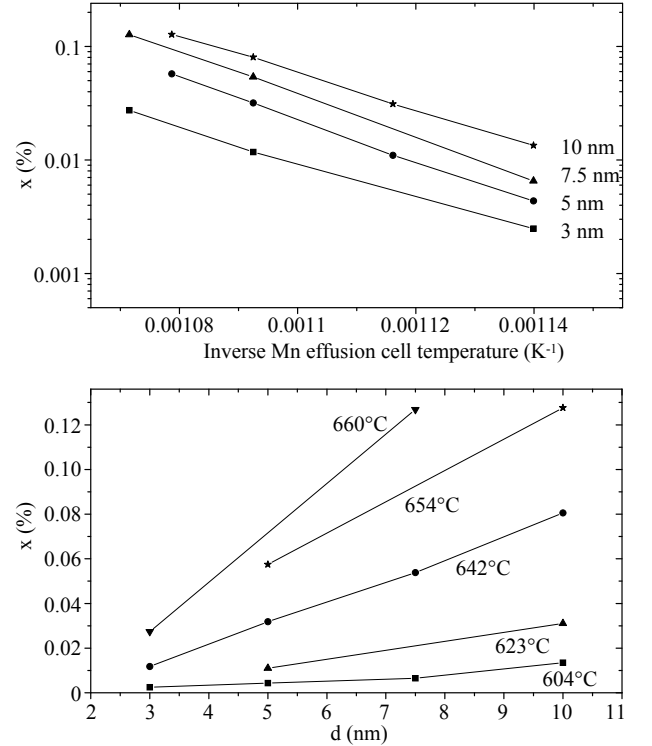 0.1
0.01
0.001
x (%)
10 nm
7.5 nm
5 nm
3 nm
0.00108 0.0011 0.00112 0.00114
Inverse Mn effusion cell temperature (K-1)
0.12
0.10
0.08
0.06
0.04
0.02
0
x (%)
660°C
654°C
642°C
623°C
604°C
2 3 4 5 6 7 8 9 10 11
d (nm)